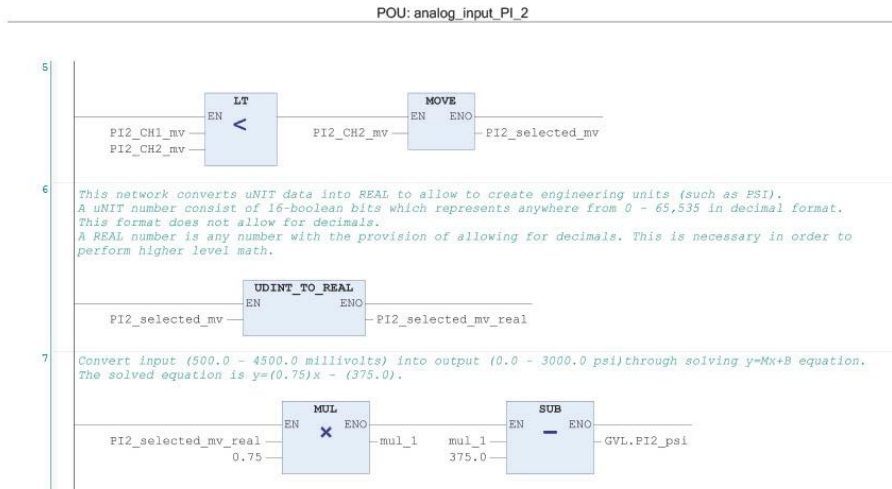 POU: analog_input_PI_2
5
LT
MOVE
EN
<
EN ENO
PI2_CH1_mv
PI2_CH2_mv
PI2_selected_mv
PI2_CH2_mv
6
This network converts uNIT data into REAL to allow to create engineering units (such as PSI).
A uNIT number consist of 16-boolean bits which represents anywhere from 0 - 65,535 in decimal format.
This format does not allow for decimals.
A REAL number is any number with the provision of allowing for decimals. This is necessary in order to
perform higher level math.
UDINT_TO_REAL
EN ENO
PI2_selected_mv
PI2_selected_mv_real
7
Convert input (500.0 - 4500.0 millivolts) into output (0.0 - 3000.0 psi)through solving y=Mx+B equation.
The solved equation is y=(0.75)x - (375.0).
MUL
SUB
EN ENO
×
EN ENO
−
PI2_selected_mv_real
mul_1
mul_1
GVL.PI2_psi
0.75
375.0